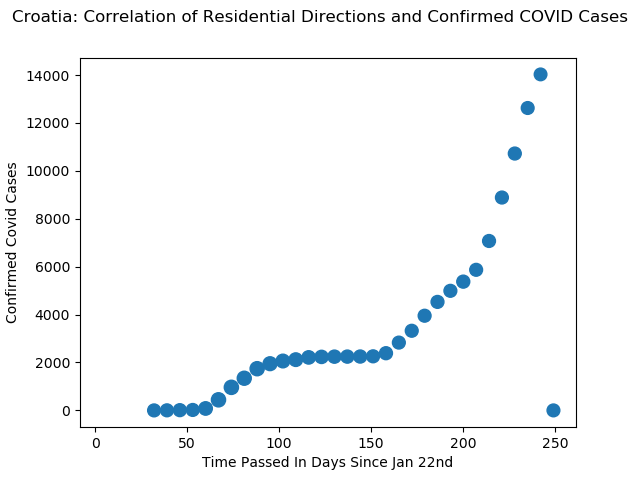 Croatia: Correlation of Residential Directions and Confirmed COVID Cases
14000
12000
10000
8000
6000
4000
2000
0
Confirmed Covid Cases
0 50 100 150 200 250
Time Passed In Days Since Jan 22nd